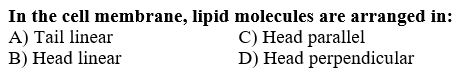 In the cell membrane, lipid molecules are arranged in:
A) Tail linear C) Head parallel
B) Head linear D) Head perpendicular